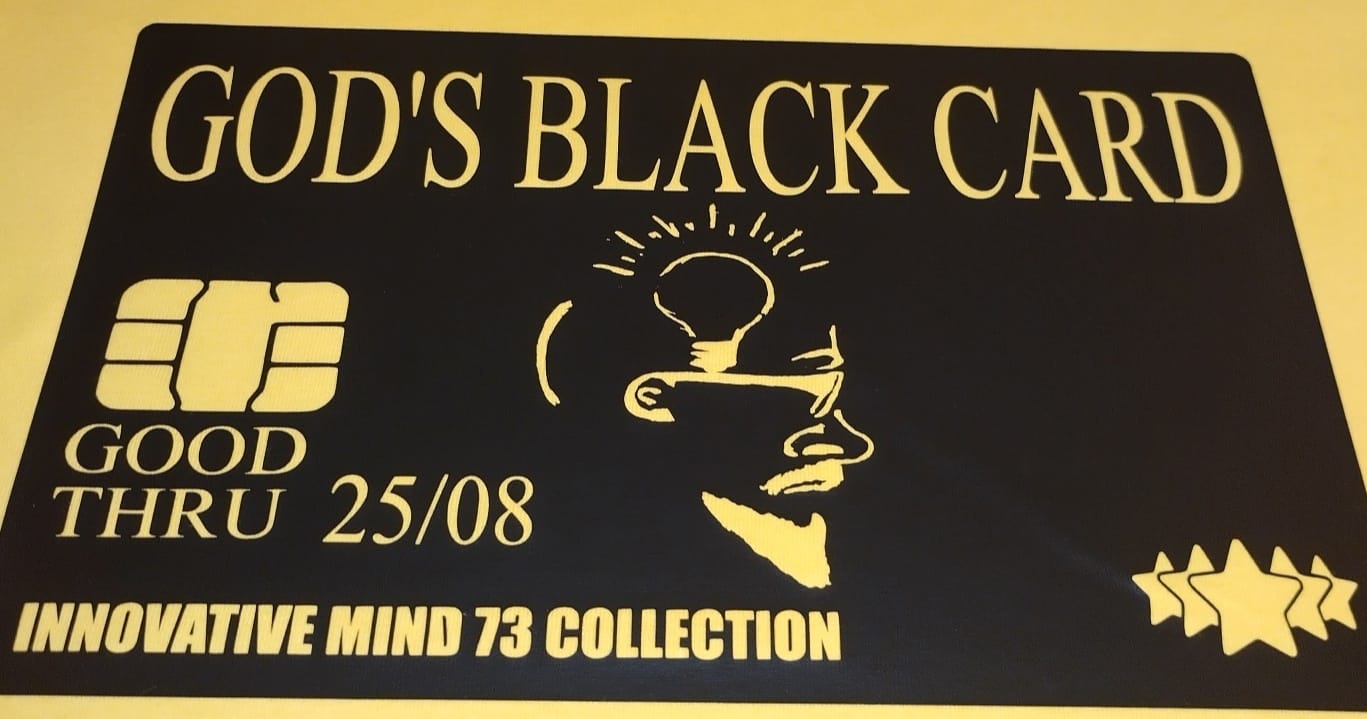 GOD'S BLACK CARD
GOOD
THRU 25/08
INNOVATIVE MIND 73 COLLECTION